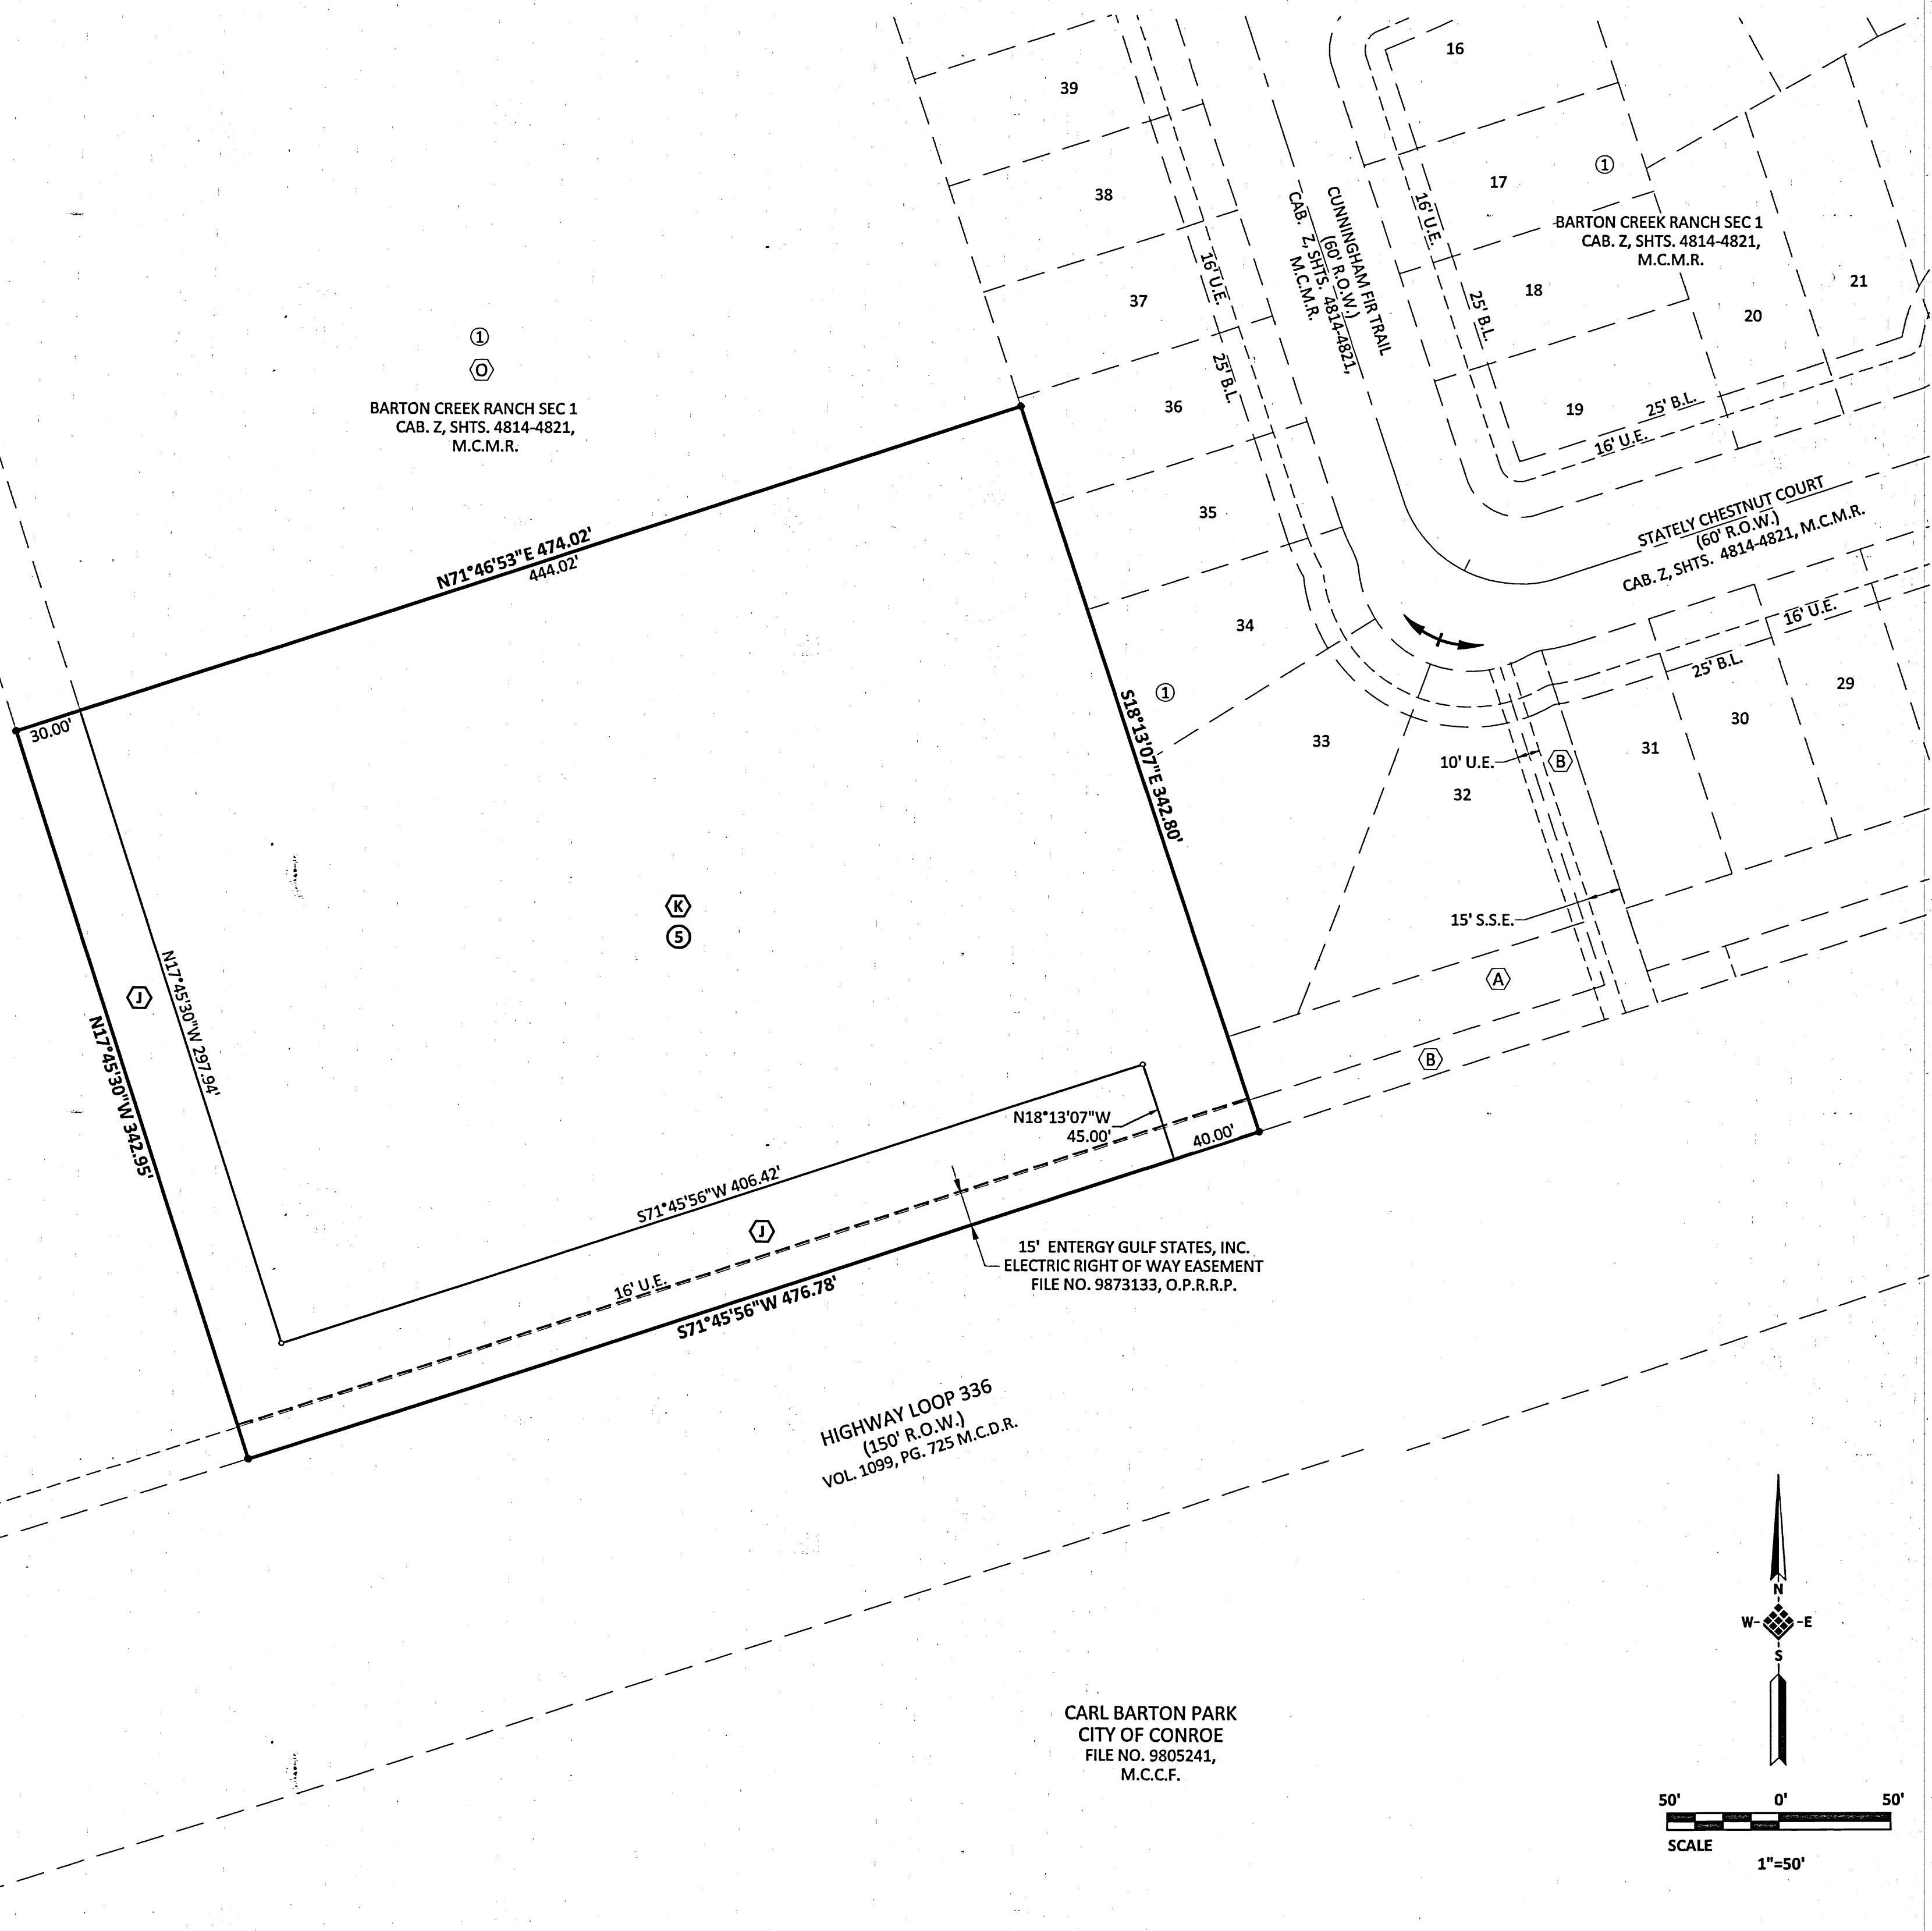 39
38
37
36
35
34
33
32
31
30
29
16
17
18
19
20
21
1
BARTON CREEK RANCH SEC 1
CAB. Z, SHTS. 4814-4821,
M.C.M.R.
CUNNINGHAM FIR TRAIL
(60' R.O.W.)
CAB. Z, SHTS. 4814-4821,
M.C.M.R.
16' U.E.
25' B.L.
16' U.E.
25' B.L.
25' B.L.
16' U.E.
STATELY CHESTNUT COURT
(60' R.O.W.)
CAB. Z, SHTS. 4814-4821, M.C.M.R.
16' U.E.
25' B.L.
1
O
BARTON CREEK RANCH SEC 1
CAB. Z, SHTS. 4814-4821,
M.C.M.R.
N71°46'53"E 474.02'
444.02'
30.00'
1
S18°13'07"E 342.80'
10' U.E.
B
15' S.S.E.
A
B
K
5
J
N17°45'30"W 297.94'
N17°45'30"W 342.95'
N18°13'07"W
45.00'
40.00'
S71°45'56"W 406.42'
J
16' U.E.
S71°45'56"W 476.78'
15' ENTERGY GULF STATES, INC.
ELECTRIC RIGHT OF WAY EASEMENT
FILE NO. 9873133, O.P.R.R.P.
HIGHWAY LOOP 336
(150' R.O.W.)
VOL. 1099, PG. 725 M.C.D.R.
CARL BARTON PARK
CITY OF CONROE
FILE NO. 9805241,
M.C.C.F.
N
W
E
S
50'
0'
50'
SCALE
1"=50'